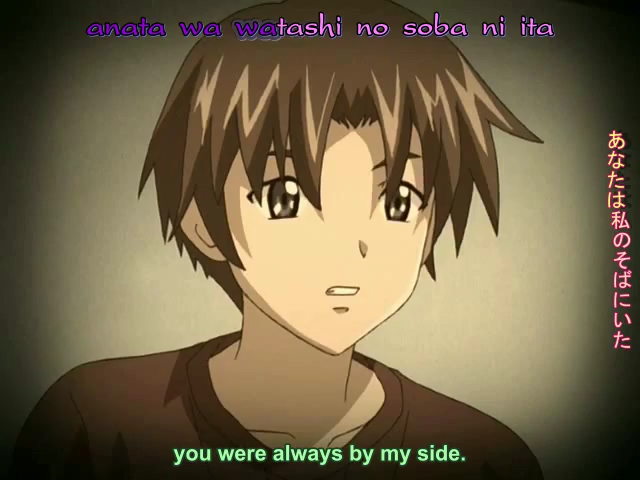 anata wa watashi no soba ni ita
あなたは私のそばにいた
you were always by my side.